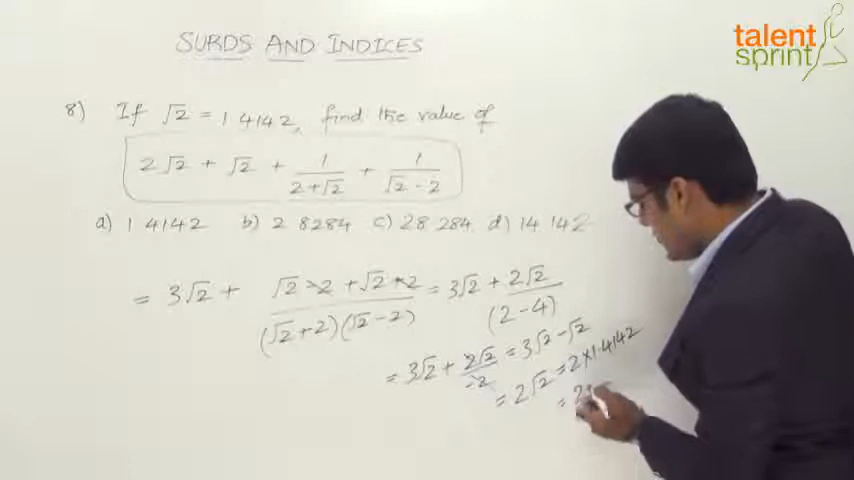 talent
sprint
SURDS AND INDICES
8) If √2 = 1.4142, find the value of
2√2 + √2 + 1/(2+√2) + 1/(√2-2)
a) 1.4142 b) 2.8284 c) 28.284 d) 14.142
= 3√2 + (√2-2+√2+2)/((√2+2)(√2-2)) = 3√2 + 2√2/(2-4)
= 3√2 + 2√2/-2 = 3√2 - √2
= 2√2 = 2×1.4142